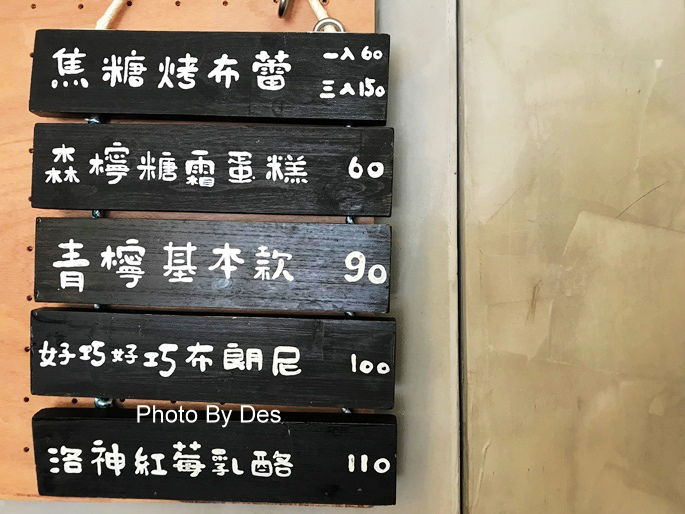 焦糖烤布蕾 一入60
三入150
森檸糖霜蛋糕 60
青檸基本款 90
好巧好巧布朗尼 100
Photo By Des
洛神紅莓乳酪 110